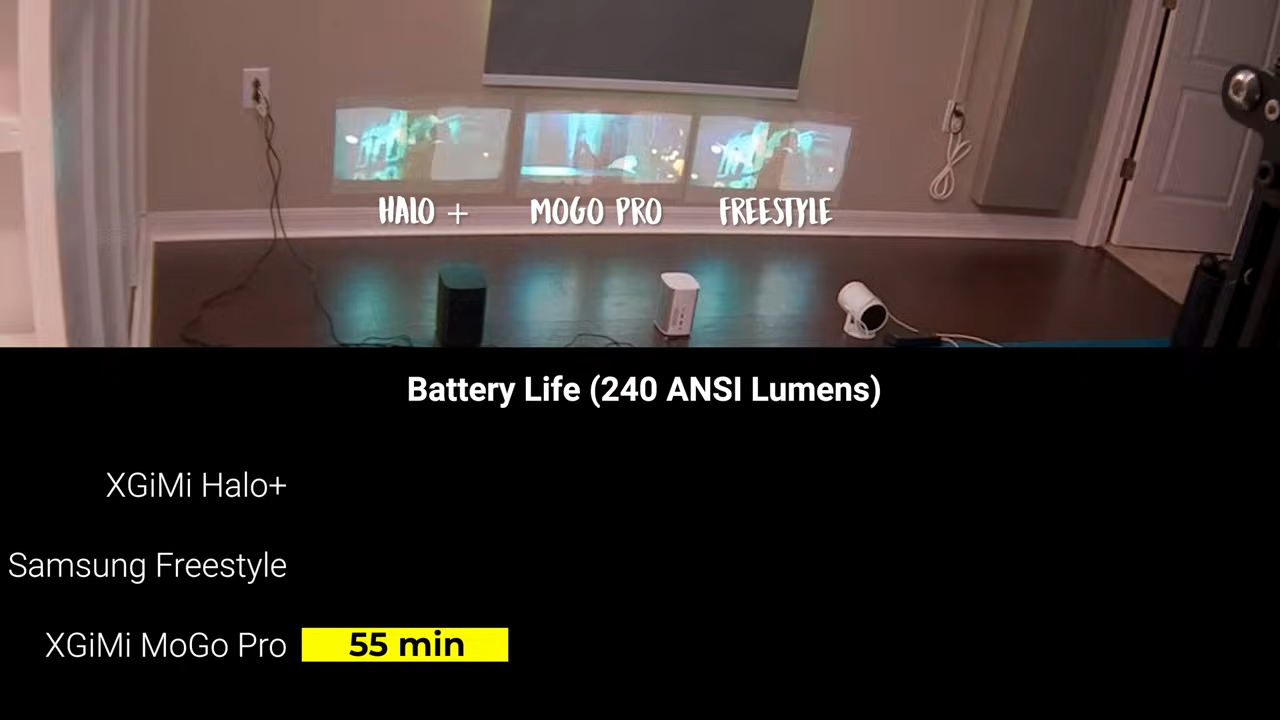 HALO + MOGO PRO FREESTYLE
Battery Life (240 ANSI Lumens)
XGiMi Halo+
Samsung Freestyle
XGiMi MoGo Pro 55 min